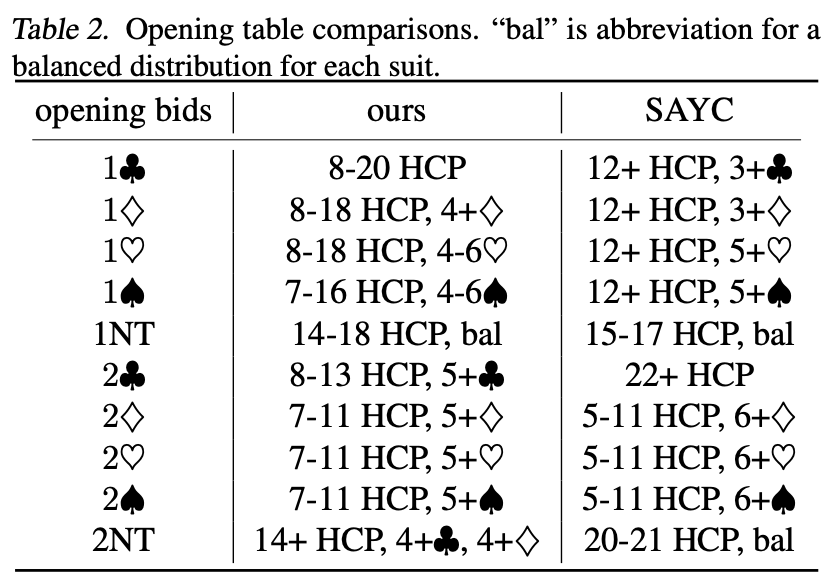 Table 2. Opening table comparisons. “bal” is abbreviation for a
balanced distribution for each suit.
opening bids ours SAYC
1♣ 8-20 HCP 12+ HCP, 3+♣
1♢ 8-18 HCP, 4+♢ 12+ HCP, 3+♢
1♡ 8-18 HCP, 4-6♡ 12+ HCP, 5+♡
1♠ 7-16 HCP, 4-6♠ 12+ HCP, 5+♠
1NT 14-18 HCP, bal 15-17 HCP, bal
2♣ 8-13 HCP, 5+♣ 22+ HCP
2♢ 7-11 HCP, 5+♢ 5-11 HCP, 6+♢
2♡ 7-11 HCP, 5+♡ 5-11 HCP, 6+♡
2♠ 7-11 HCP, 5+♠ 5-11 HCP, 6+♠
2NT 14+ HCP, 4+♣, 4+♢ 20-21 HCP, bal